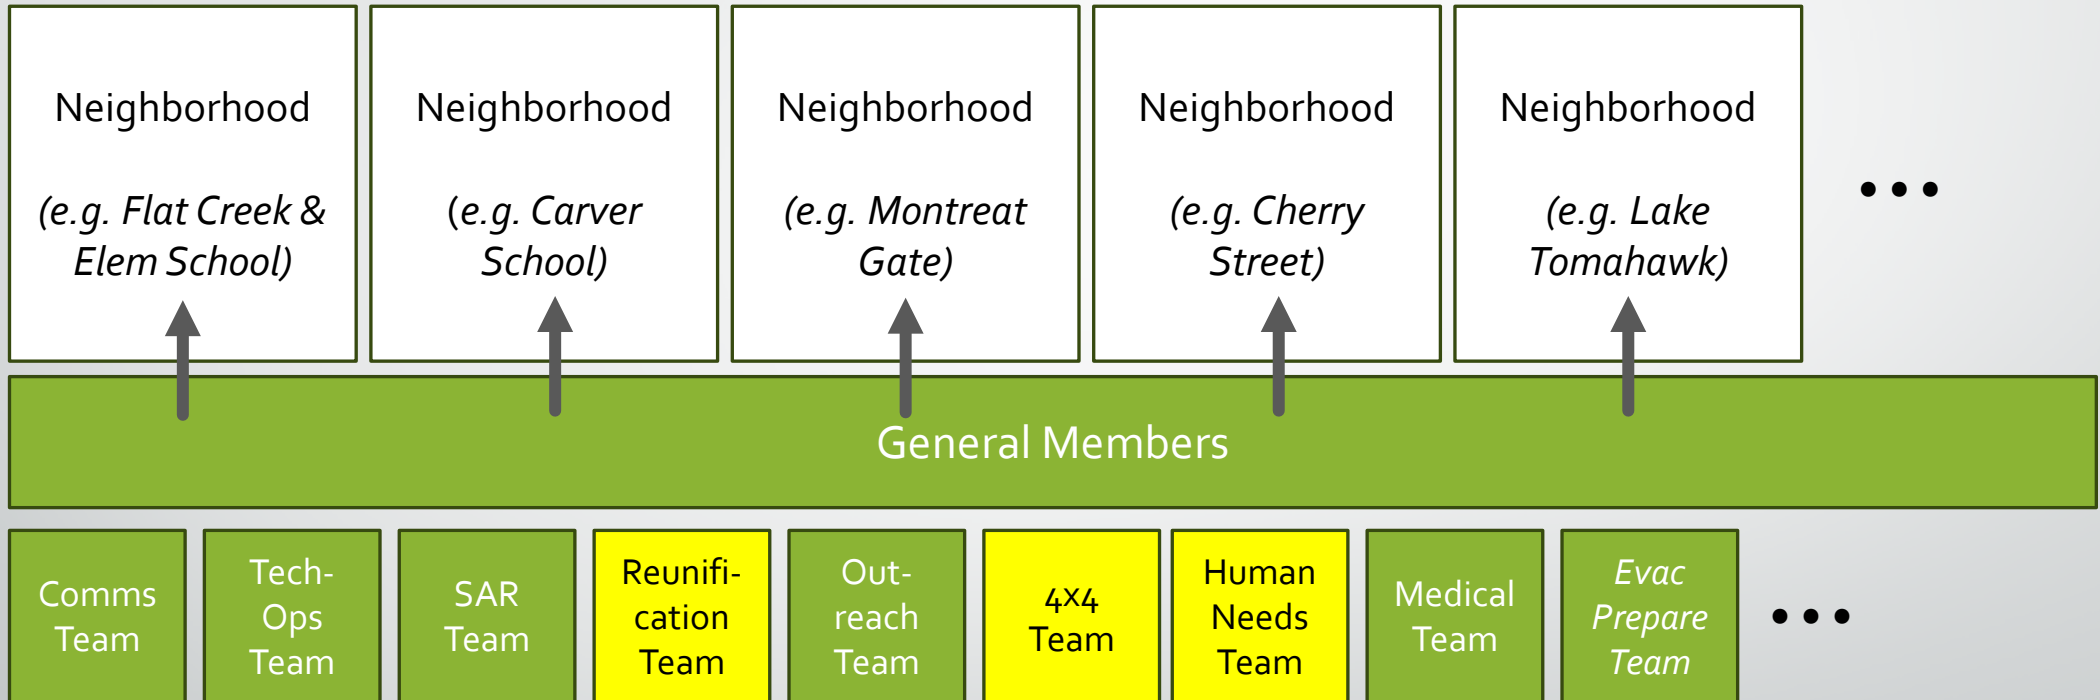 Neighborhood
(e.g. Flat Creek &
Elem School)
Neighborhood
(e.g. Carver
School)
Neighborhood
(e.g. Montreat
Gate)
Neighborhood
(e.g. Cherry
Street)
Neighborhood
(e.g. Lake
Tomahawk)
...
General Members
Comms
Team
Tech-
Ops
Team
SAR
Team
Reunifi-
cation
Team
Out-
reach
Team
4x4
Team
Human
Needs
Team
Medical
Team
Evac
Prepare
Team
...